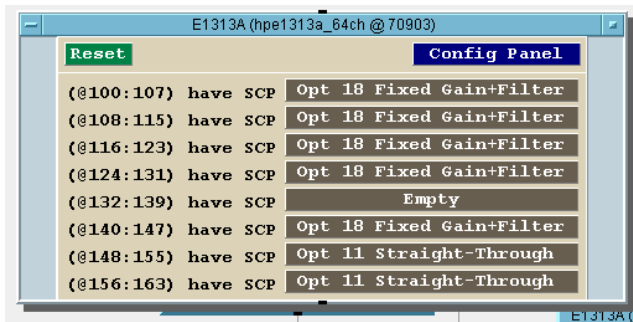 E1313A (hpe1313a_64ch @ 70903)
Reset Config Panel
(@100:107) have SCP Opt 18 Fixed Gain+Filter
(@108:115) have SCP Opt 18 Fixed Gain+Filter
(@116:123) have SCP Opt 18 Fixed Gain+Filter
(@124:131) have SCP Opt 18 Fixed Gain+Filter
(@132:139) have SCP Empty
(@140:147) have SCP Opt 18 Fixed Gain+Filter
(@148:155) have SCP Opt 11 Straight-Through
(@156:163) have SCP Opt 11 Straight-Through
E1313A (